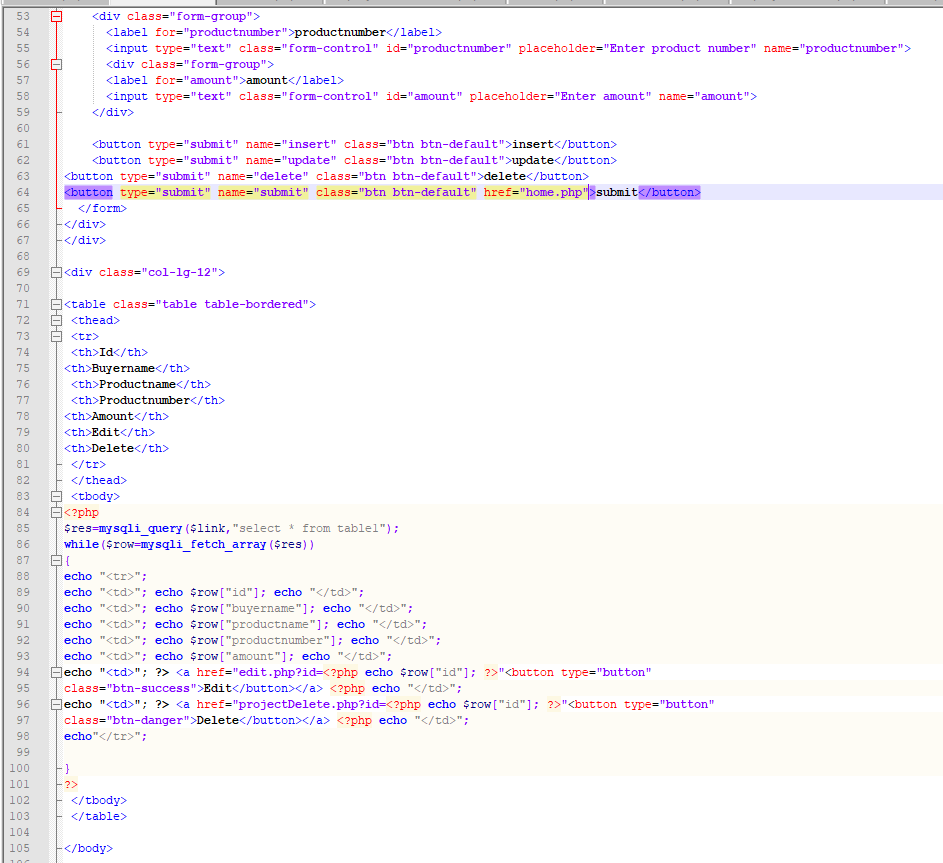 53 <div class="form-group">
54 <label for="productnumber">productnumber</label>
55 <input type="text" class="form-control" id="productnumber" placeholder="Enter product number" name="productnumber">
56 <div class="form-group">
57 <label for="amount">amount</label>
58 <input type="text" class="form-control" id="amount" placeholder="Enter amount" name="amount">
59 </div>
60
61 <button type="submit" name="insert" class="btn btn-default">insert</button>
62 <button type="submit" name="update" class="btn btn-default">update</button>
63 <button type="submit" name="delete" class="btn btn-default">delete</button>
64 <button type="submit" name="submit" class="btn btn-default" href="home.php">submit</button>
65 </form>
66 </div>
67 </div>
68
69 <div class="col-lg-12">
70
71 <table class="table table-bordered">
72 <thead>
73 <tr>
74 <th>Id</th>
75 <th>Buyername</th>
76 <th>Productname</th>
77 <th>Productnumber</th>
78 <th>Amount</th>
79 <th>Edit</th>
80 <th>Delete</th>
81 </tr>
82 </thead>
83 <tbody>
84 <?php
85 $res=mysqli_query($link,"select * from table1");
86 while($row=mysqli_fetch_array($res))
87 {
88 echo "<tr>";
89 echo "<td>"; echo $row["id"]; echo "</td>";
90 echo "<td>"; echo $row["buyername"]; echo "</td>";
91 echo "<td>"; echo $row["productname"]; echo "</td>";
92 echo "<td>"; echo $row["productnumber"]; echo "</td>";
93 echo "<td>"; echo $row["amount"]; echo "</td>";
94 echo "<td>"; ?> <a href="edit.php?id=<?php echo $row["id"]; ?>"<button type="button"
95 class="btn-success">Edit</button></a> <?php echo "</td>";
96 echo "<td>"; ?> <a href="projectDelete.php?id=<?php echo $row["id"]; ?>"<button type="button"
97 class="btn-danger">Delete</button></a> <?php echo "</td>";
98 echo"</tr>";
99
100 }
101 ?>
102 </tbody>
103 </table>
104
105 </body>